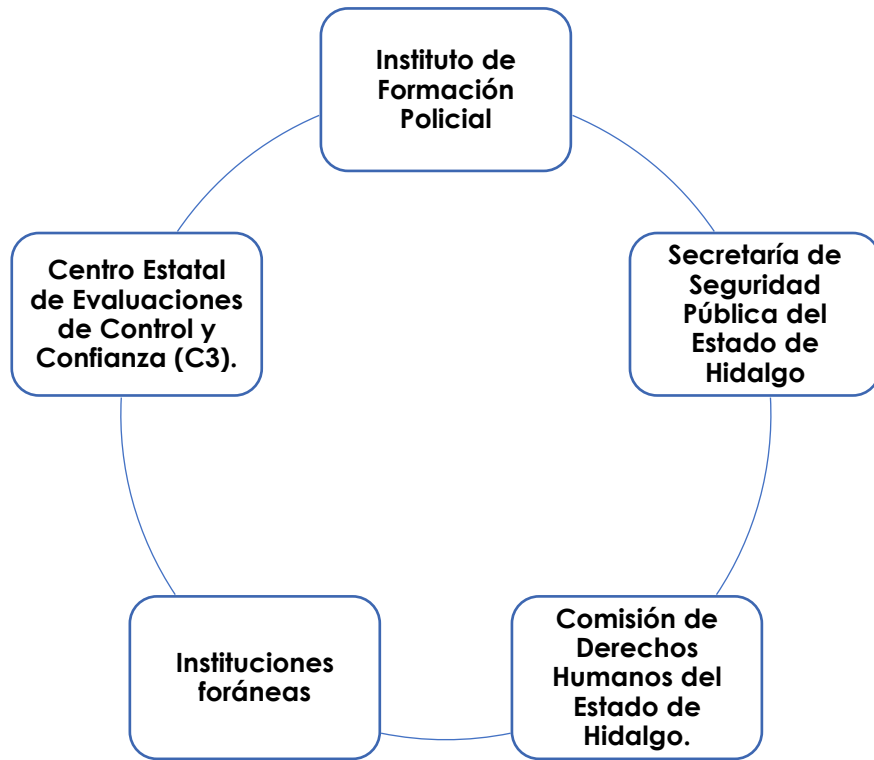 Instituto de
Formación
Policial
Secretaría de
Seguridad
Pública del
Estado de
Hidalgo
Comisión de
Derechos
Humanos del
Estado de
Hidalgo.
Instituciones
foráneas
Centro Estatal
de Evaluaciones
de Control y
Confianza (C3).